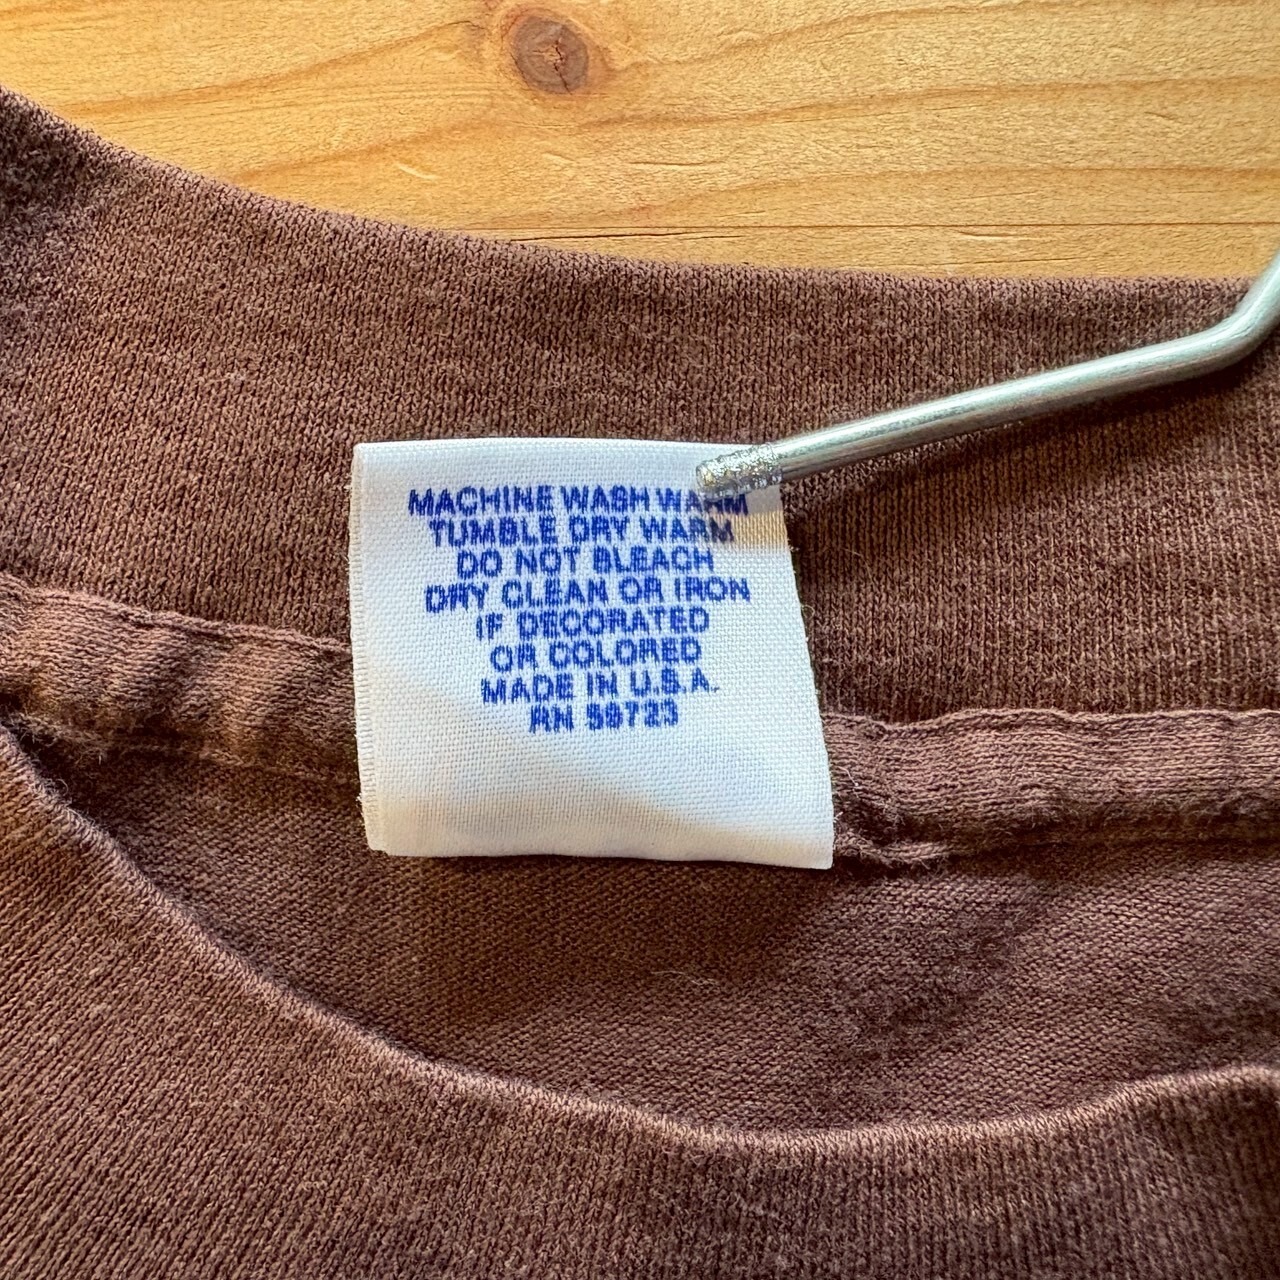 MACHINE WASH WARM
TUMBLE DRY WARM
DO NOT BLEACH
DRY CLEAN OR IRON
IF DECORATED
OR COLORED
MADE IN U.S.A.
RN 59723